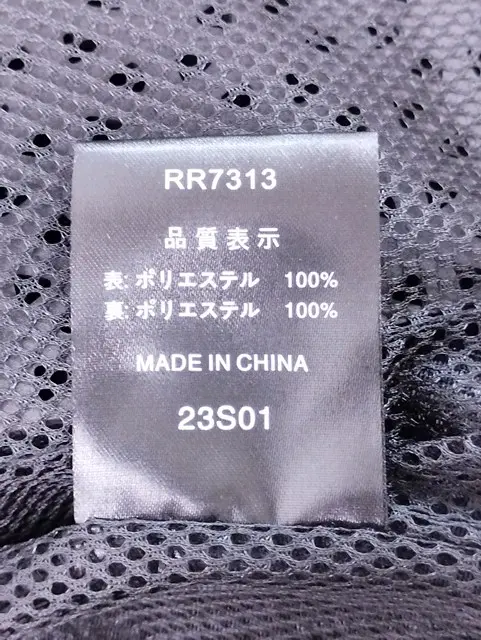 RR7313
品質表示
表: ポリエステル 100%
裏: ポリエステル 100%
MADE IN CHINA
23S01